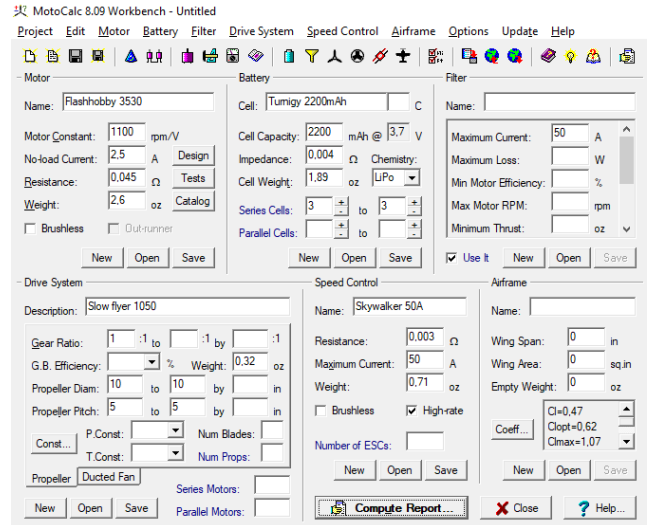 MotoCalc 8.09 Workbench - Untitled
Project Edit Motor Battery Filter Drive System Speed Control Airframe Options Update Help
Motor
Name: Flashhobby 3530
Motor Constant: 1100 rpm/V
No-load Current: 2,5 A Design
Resistance: 0,045 Ω Tests
Weight: 2,6 oz Catalog
Brushless Out-runner
New Open Save
Battery
Cell: Turnigy 2200mAh C
Cell Capacity: 2200 mAh @ 3,7 V
Impedance: 0,004 Ω Chemistry:
Cell Weight: 1,89 oz LiPo
Series Cells: 3 + - to 3 + -
Parallel Cells: + - to + -
New Open Save
Filter
Name:
Maximum Current: 50 A
Maximum Loss: W
Min Motor Efficiency: %
Max Motor RPM: rpm
Minimum Thrust: oz
Use It New Open Save
Drive System
Description: Slow flyer 1050
Gear Ratio: 1 :1 to :1 by :1
G.B. Efficiency: % Weight: 0,32 oz
Propeller Diam: 10 to 10 by in
Propeller Pitch: 5 to 5 by in
Const... P.Const: Num Blades:
T.Const: Num Props:
Propeller Ducted Fan
Series Motors:
New Open Save Parallel Motors:
Speed Control
Name: Skywalker 50A
Resistance: 0,003 Ω
Maximum Current: 50 A
Weight: 0,71 oz
Brushless High-rate
Number of ESCs:
New Open Save
Airframe
Name:
Wing Span: 0 in
Wing Area: 0 sq.in
Empty Weight: 0 oz
Coeff... Cl=0,47
Clopt=0,62
Clmax=1,07
New Open Save
Compute Report... Close Help...